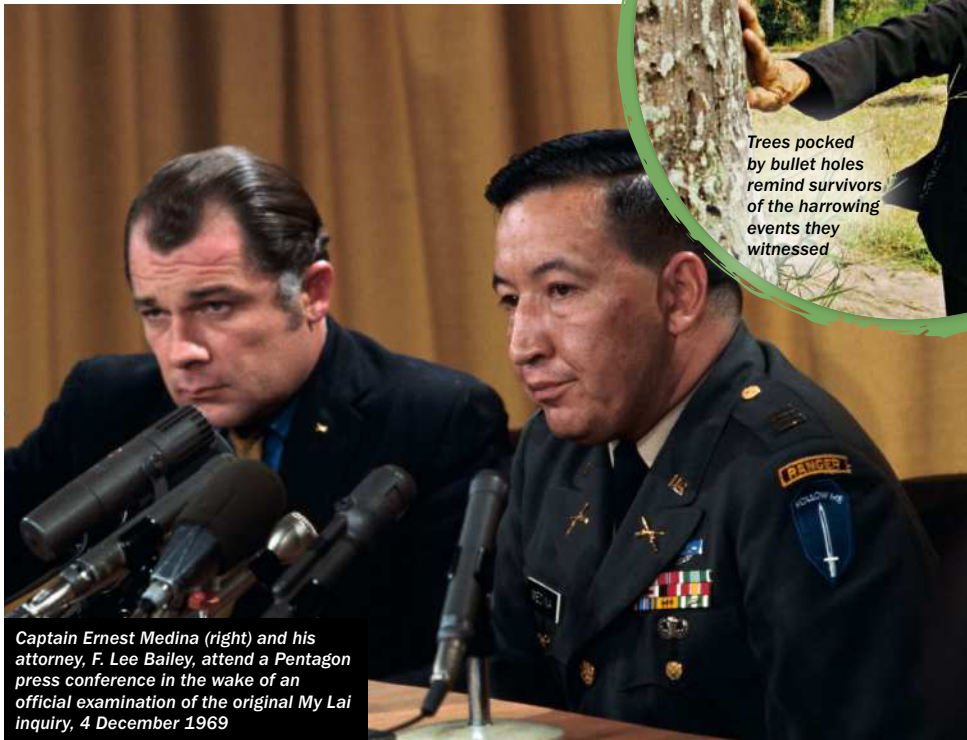 Trees pocked
by bullet holes
remind survivors
of the harrowing
events they
witnessed
RANGER
FOLLOW ME
MEDINA
Captain Ernest Medina (right) and his
attorney, F. Lee Bailey, attend a Pentagon
press conference in the wake of an
official examination of the original My Lai
inquiry, 4 December 1969